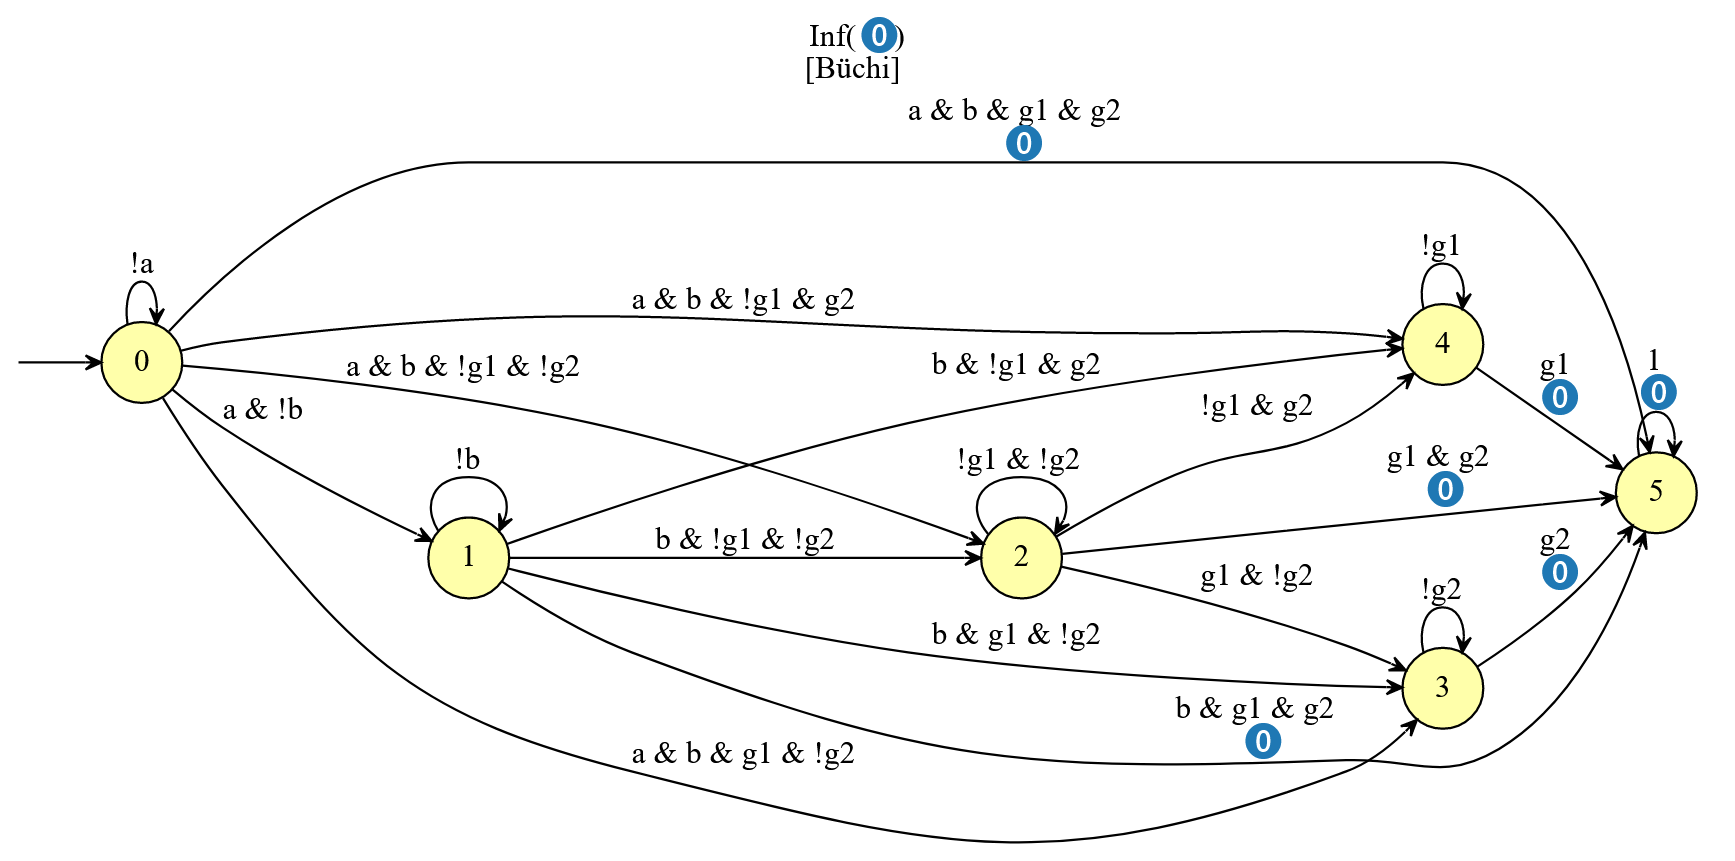 Inf( 0 )
[Büchi]
a & b & g1 & g2
0
!a
0
a & b & !g1 & g2
a & b & !g1 & !g2
a & !b
!b
1
b & !g1 & g2
b & !g1 & !g2
b & g1 & !g2
b & g1 & g2
0
a & b & g1 & !g2
!g1 & !g2
2
!g1 & g2
g1 & g2
0
g1 & !g2
!g1
4
g1
0
!g2
3
g2
0
1
0
5